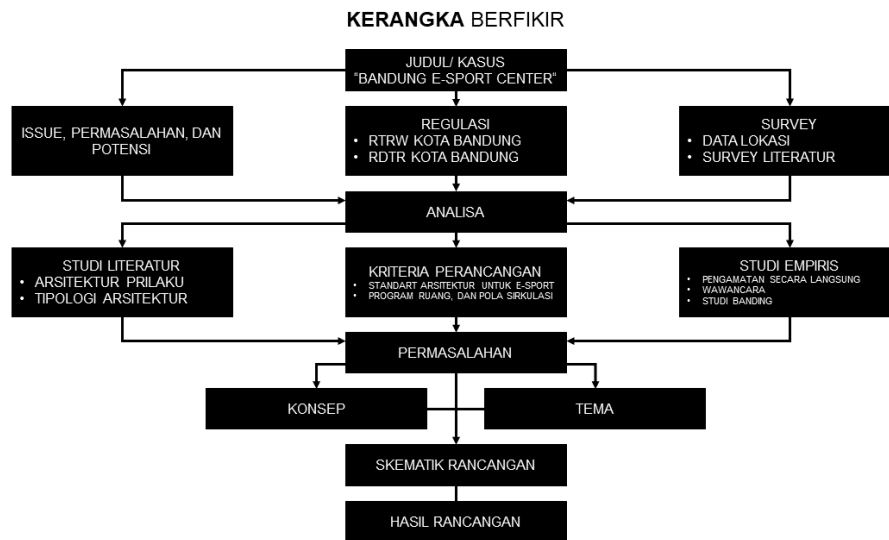 KERANGKA BERFIKIR
JUDUL/ KASUS
“BANDUNG E-SPORT CENTER“
ISSUE, PERMASALAHAN, DAN
POTENSI
REGULASI
• RTRW KOTA BANDUNG
• RDTR KOTA BANDUNG
SURVEY
• DATA LOKASI
• SURVEY LITERATUR
ANALISA
STUDI LITERATUR
• ARSITEKTUR PRILAKU
• TIPOLOGI ARSITEKTUR
KRITERIA PERANCANGAN
• STANDART ARSITEKTUR UNTUK E-SPORT
• PROGRAM RUANG, DAN POLA SIRKULASI
STUDI EMPIRIS
• PENGAMATAN SECARA LANGSUNG
• WAWANCARA
• STUDI BANDING
PERMASALAHAN
KONSEP
TEMA
SKEMATIK RANCANGAN
HASIL RANCANGAN